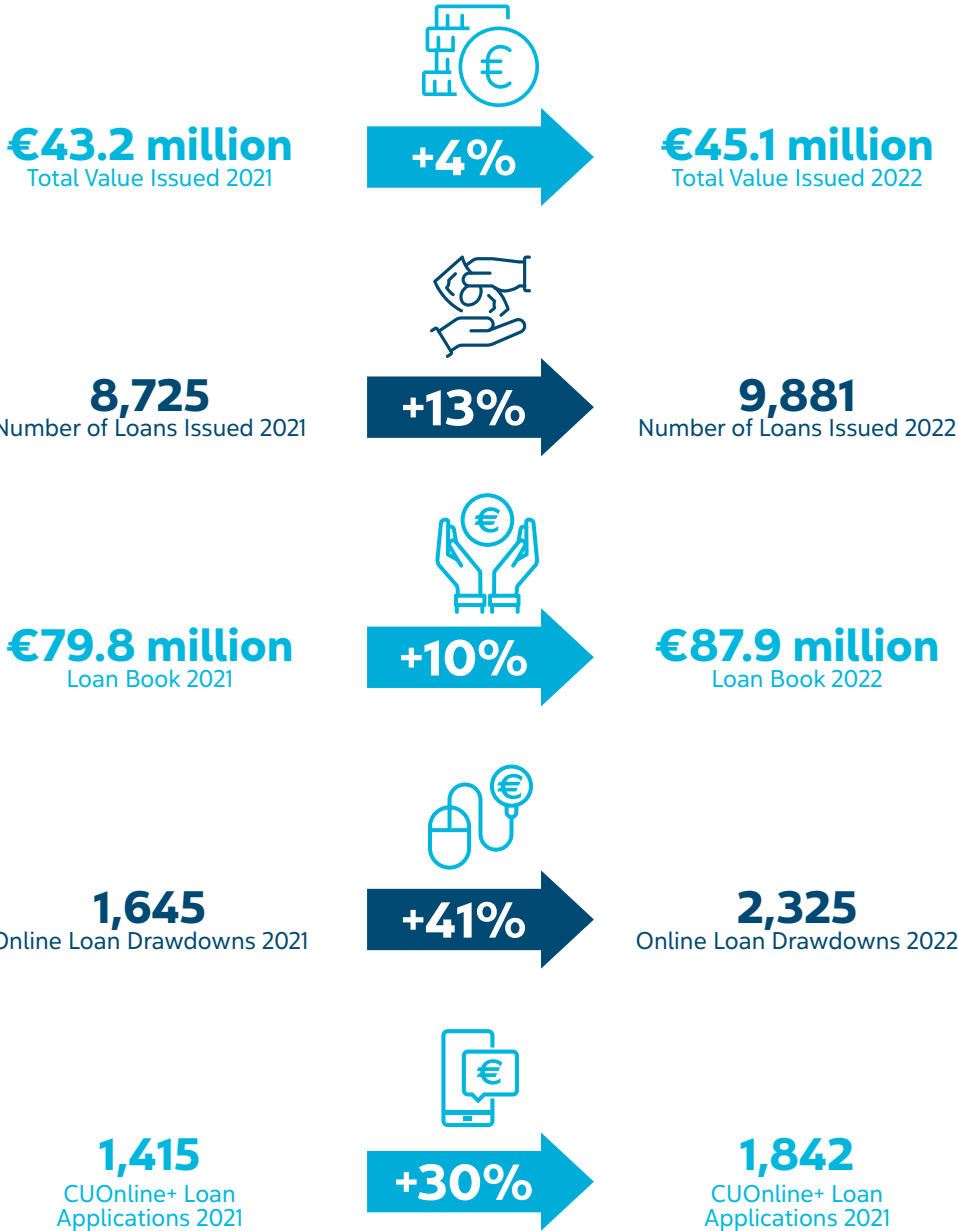 €43.2 million
Total Value Issued 2021
+4%
€45.1 million
Total Value Issued 2022
8,725
Number of Loans Issued 2021
+13%
9,881
Number of Loans Issued 2022
€79.8 million
Loan Book 2021
+10%
€87.9 million
Loan Book 2022
1,645
Online Loan Drawdowns 2021
+41%
2,325
Online Loan Drawdowns 2022
1,415
CUOnline+ Loan
Applications 2021
+30%
1,842
CUOnline+ Loan
Applications 2021